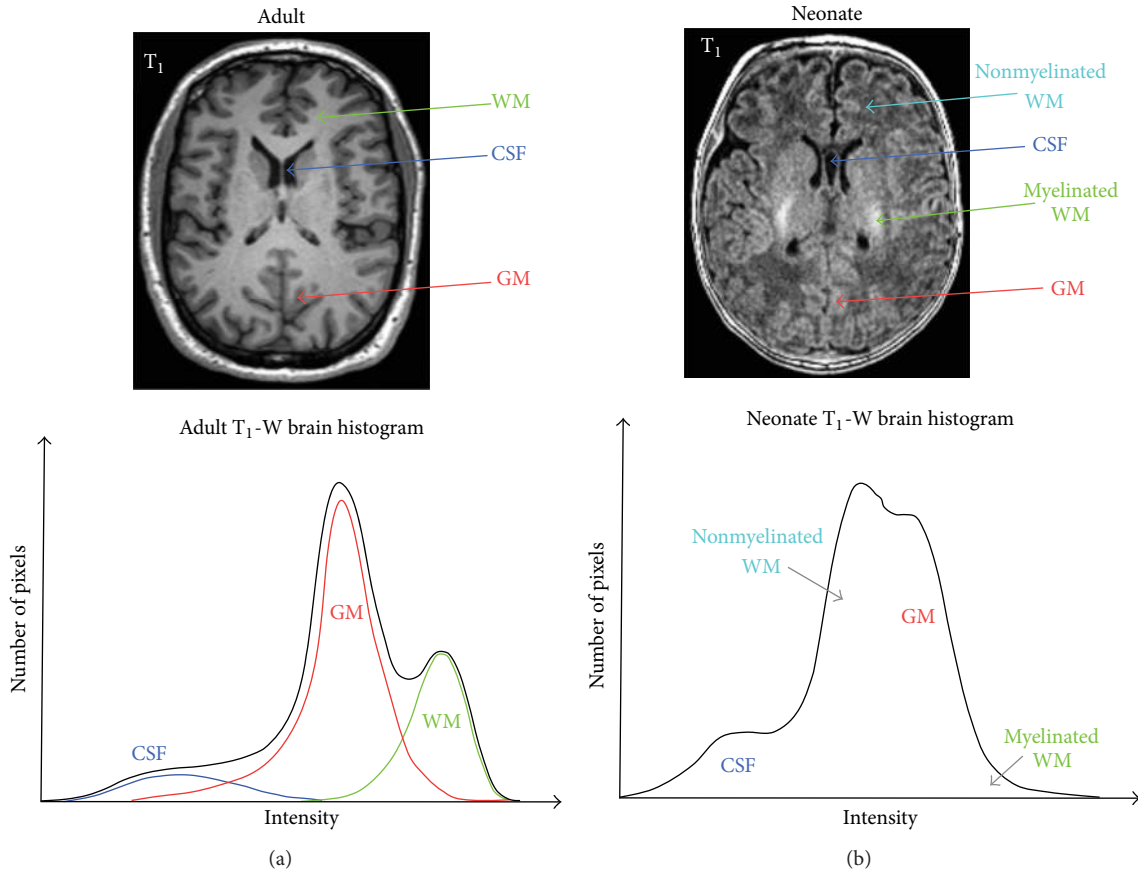 Adult
T1
WM
CSF
GM
Adult T1-W brain histogram
Number of pixels
GM
WM
CSF
Intensity
(a)
Neonate
T1
Nonmyelinated
WM
CSF
Myelinated
WM
GM
Neonate T1-W brain histogram
Number of pixels
Nonmyelinated
WM
GM
CSF
Myelinated
WM
Intensity
(b)